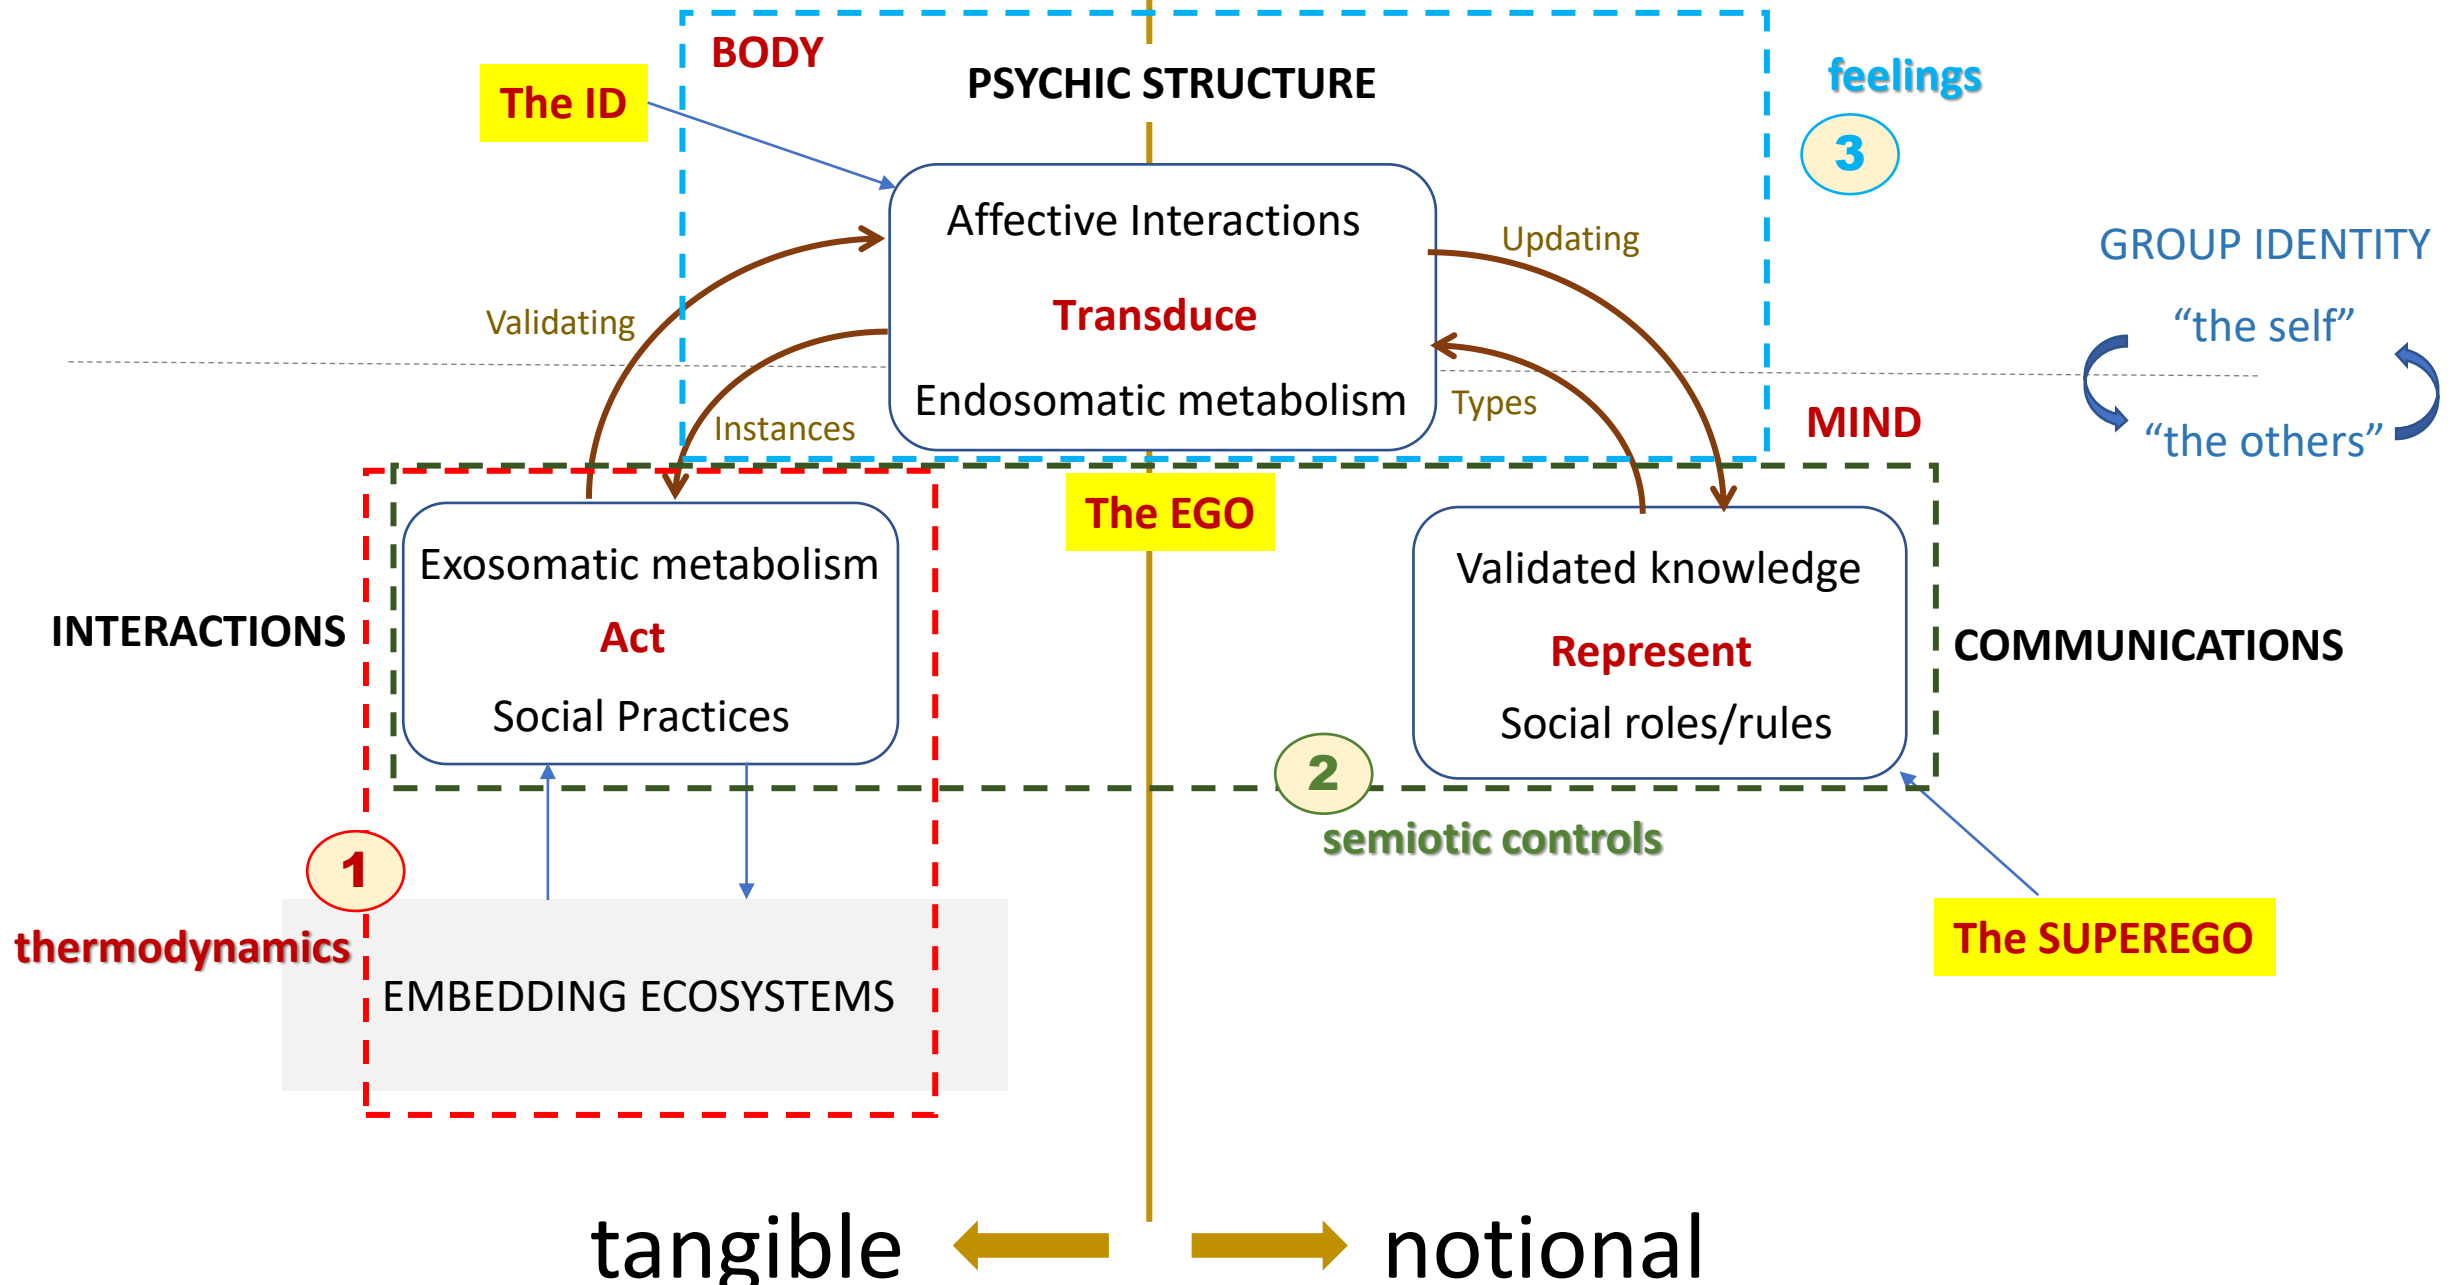 BODY
PSYCHIC STRUCTURE
feelings
The ID
3
Affective Interactions
Updating
GROUP IDENTITY
Validating
Transduce
“the self”
Endosomatic metabolism
Types
Instances
MIND
“the others”
The EGO
Exosomatic metabolism
Validated knowledge
INTERACTIONS
Act
Represent
COMMUNICATIONS
Social Practices
Social roles/rules
2
semiotic controls
1
thermodynamics
The SUPEREGO
EMBEDDING ECOSYSTEMS
tangible
notional